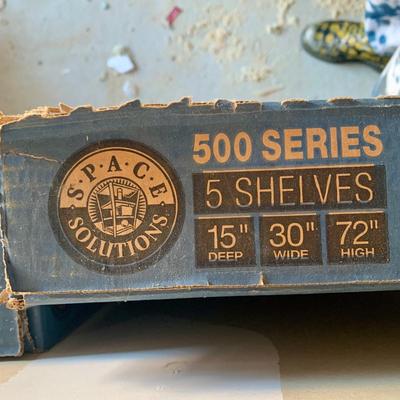 S·P·A·C·E
SOLUTIONS
500 SERIES
5 SHELVES
15" 30" 72"
DEEP WIDE HIGH